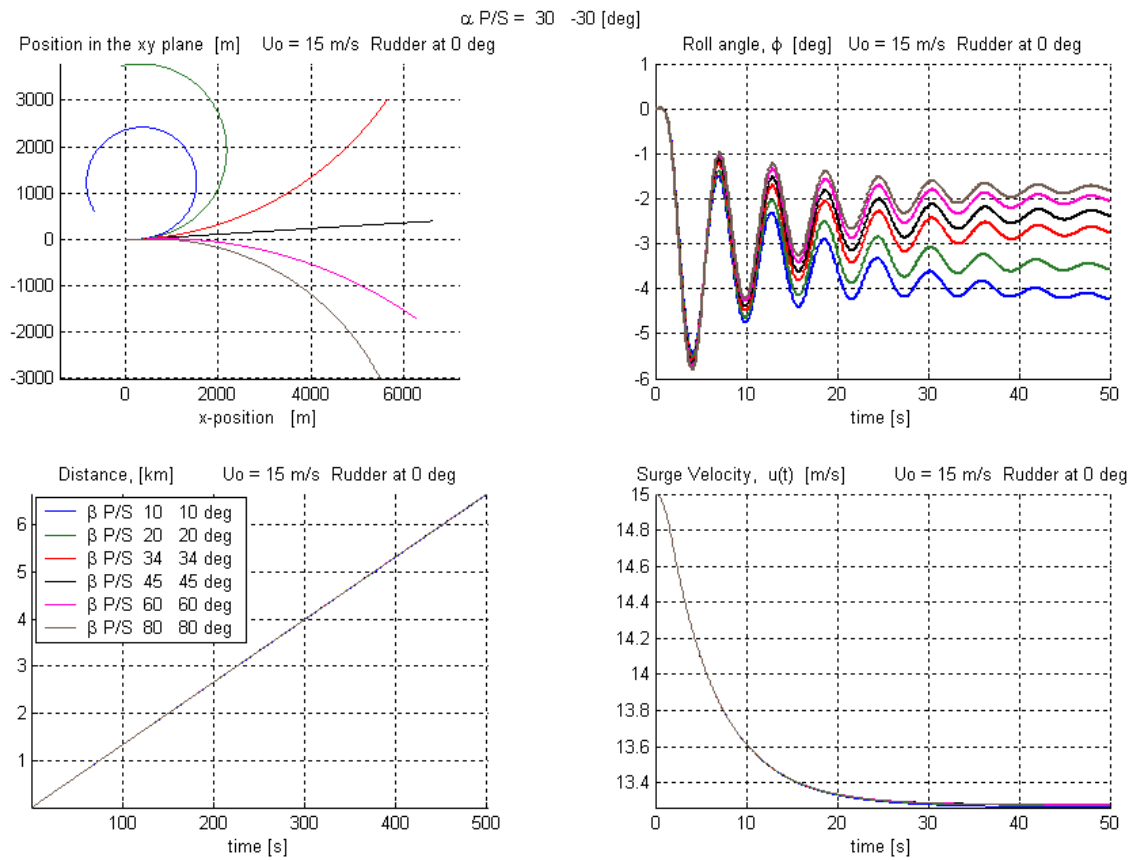 α P/S = 30 -30 [deg]
Position in the xy plane [m] Uo = 15 m/s Rudder at 0 deg
3000
2000
1000
0
-1000
-2000
-3000
0 2000 4000 6000
x-position [m]
Roll angle, ϕ [deg] Uo = 15 m/s Rudder at 0 deg
1
0
-1
-2
-3
-4
-5
-6
0 10 20 30 40 50
time [s]
Distance, [km] Uo = 15 m/s Rudder at 0 deg
6
5
4
3
2
1
β P/S 10 10 deg
β P/S 20 20 deg
β P/S 34 34 deg
β P/S 45 45 deg
β P/S 60 60 deg
β P/S 80 80 deg
100 200 300 400 500
time [s]
Surge Velocity, u(t) [m/s] Uo = 15 m/s Rudder at 0 deg
15
14.8
14.6
14.4
14.2
14
13.8
13.6
13.4
0 10 20 30 40 50
time [s]